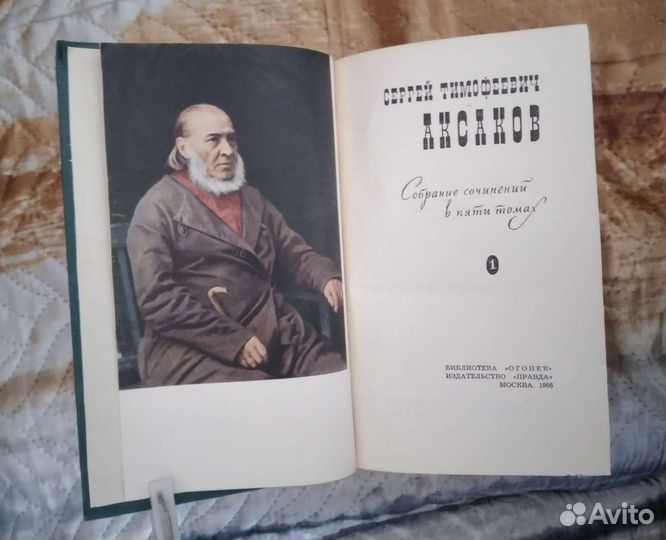 СЕРГЕЙ ТИМОФЕЕВИЧ
АКСАКОВ
Собрание сочинений
в пяти томах
1
БИБЛИОТЕКА «ОГОНЕК»
ИЗДАТЕЛЬСТВО «ПРАВДА»
МОСКВА. 1966
Avito